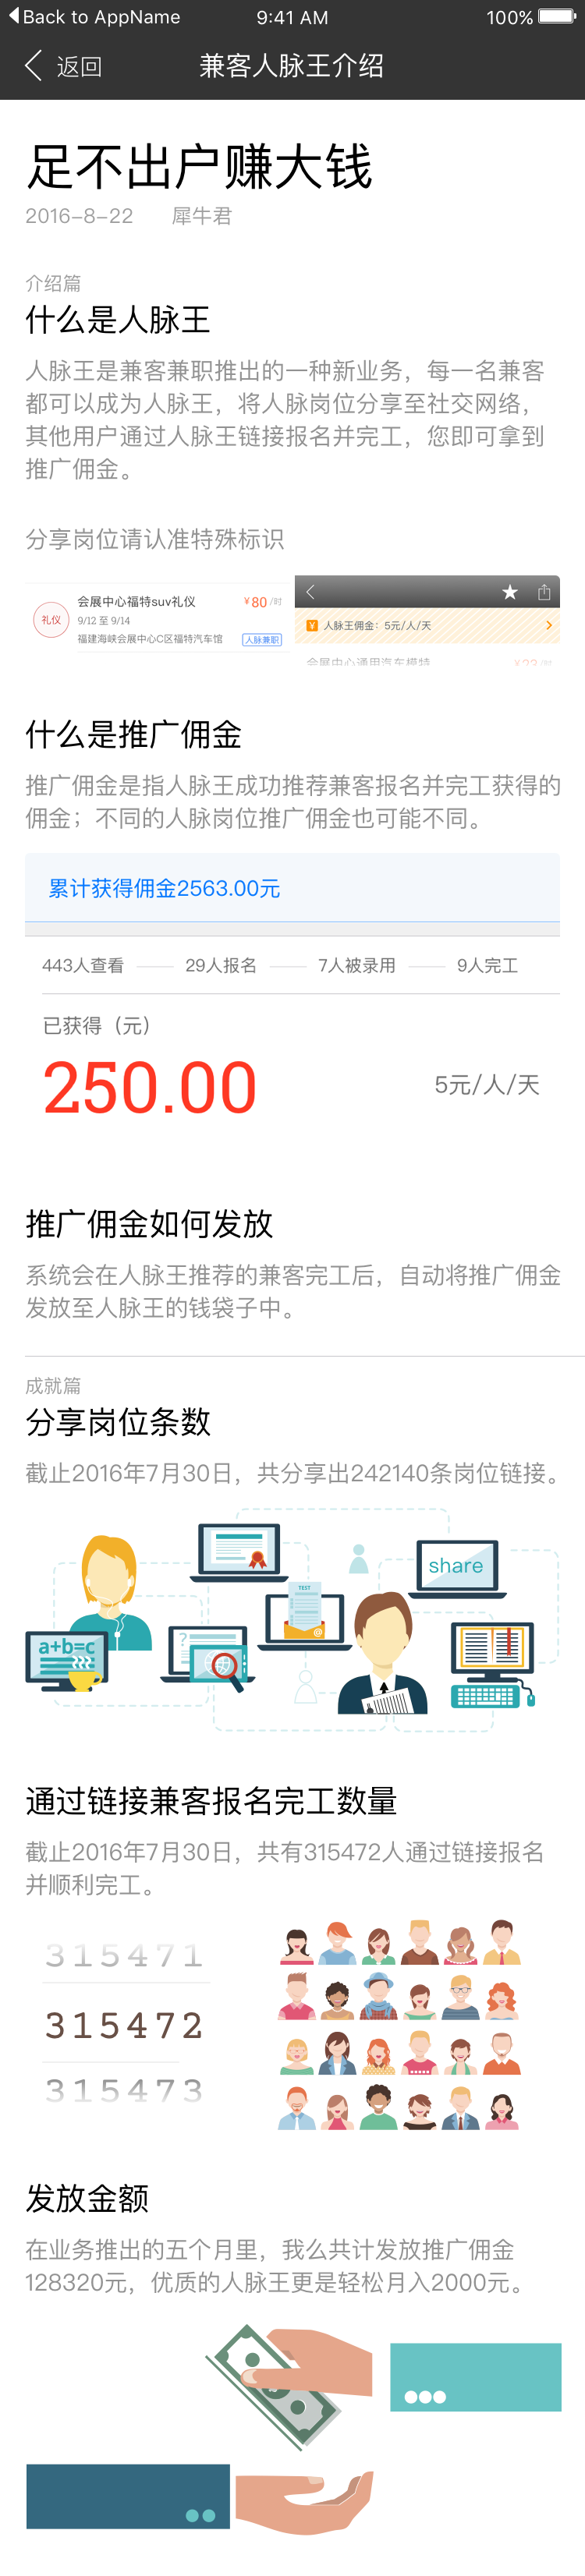 Back to AppName
9:41 AM
100%
返回
兼客人脉王介绍
足不出户赚大钱
2016-8-22 犀牛君
介绍篇
什么是人脉王
人脉王是兼客兼职推出的一种新业务，每一名兼客
都可以成为人脉王，将人脉岗位分享至社交网络，
其他用户通过人脉王链接报名并完工，您即可拿到
推广佣金。
分享岗位请认准特殊标识
礼仪
会展中心福特suv礼仪
¥80/时
9/12 至 9/14
福建海峡会展中心C区福特汽车馆
人脉兼职
¥ 人脉王佣金：5元/人/天
会展中心通用汽车模特
什么是推广佣金
推广佣金是指人脉王成功推荐兼客报名并完工获得的
佣金；不同的人脉岗位推广佣金也可能不同。
累计获得佣金2563.00元
443人查看 29人报名 7人被录用 9人完工
已获得（元）
250.00
5元/人/天
推广佣金如何发放
系统会在人脉王推荐的兼客完工后，自动将推广佣金
发放至人脉王的钱袋子中。
成就篇
分享岗位条数
截止2016年7月30日，共分享出242140条岗位链接。
share
TEST
a+b=c
?
@
通过链接兼客报名完工数量
截止2016年7月30日，共有315472人通过链接报名
并顺利完工。
315471
315472
315473
发放金额
在业务推出的五个月里，我么共计发放推广佣金
128320元，优质的人脉王更是轻松月入2000元。